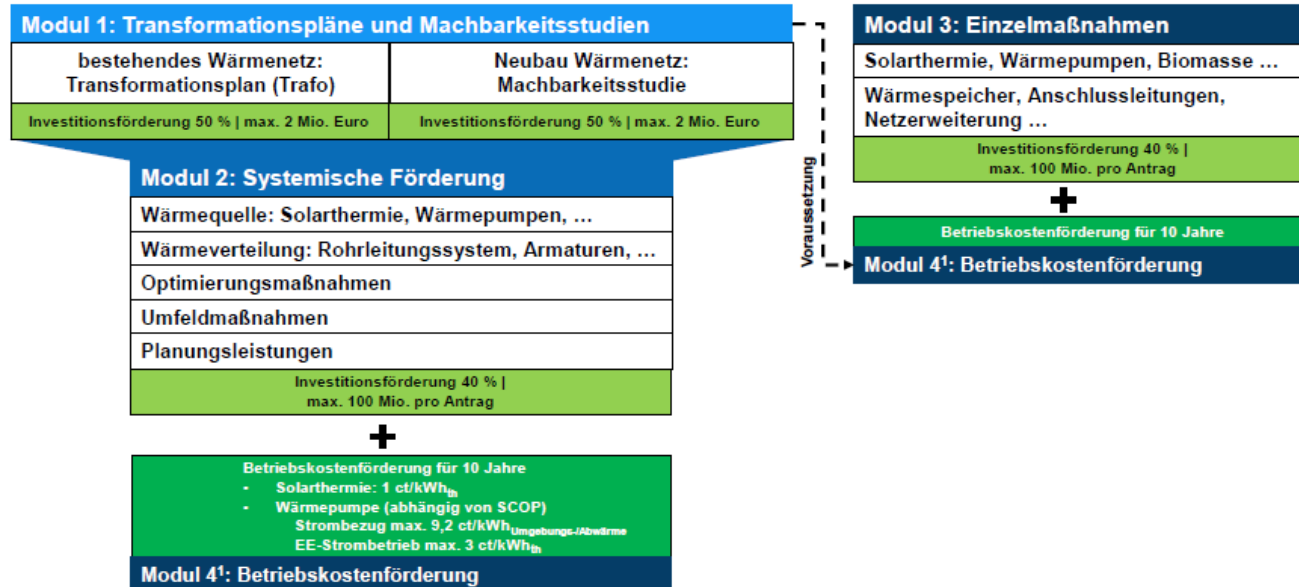 Modul 1: Transformationspläne und Machbarkeitsstudien
bestehendes Wärmenetz:
Transformationsplan (Trafo)
Neubau Wärmenetz:
Machbarkeitsstudie
Investitionsförderung 50 % | max. 2 Mio. Euro
Investitionsförderung 50 % | max. 2 Mio. Euro
Modul 2: Systemische Förderung
Wärmequelle: Solarthermie, Wärmepumpen, …
Wärmeverteilung: Rohrleitungssystem, Armaturen, …
Optimierungsmaßnahmen
Umfeldmaßnahmen
Planungsleistungen
Investitionsförderung 40 % |
max. 100 Mio. pro Antrag
+
Betriebskostenförderung für 10 Jahre
- Solarthermie: 1 ct/kWhth
- Wärmepumpe (abhängig von SCOP)
Strombezug max. 9,2 ct/kWhUmgebungs-/Abwärme
EE-Strombetrieb max. 3 ct/kWhth
Modul 4¹: Betriebskostenförderung
Voraussetzung
Modul 3: Einzelmaßnahmen
Solarthermie, Wärmepumpen, Biomasse …
Wärmespeicher, Anschlussleitungen,
Netzerweiterung …
Investitionsförderung 40 % |
max. 100 Mio. pro Antrag
+
Betriebskostenförderung für 10 Jahre
Modul 4¹: Betriebskostenförderung